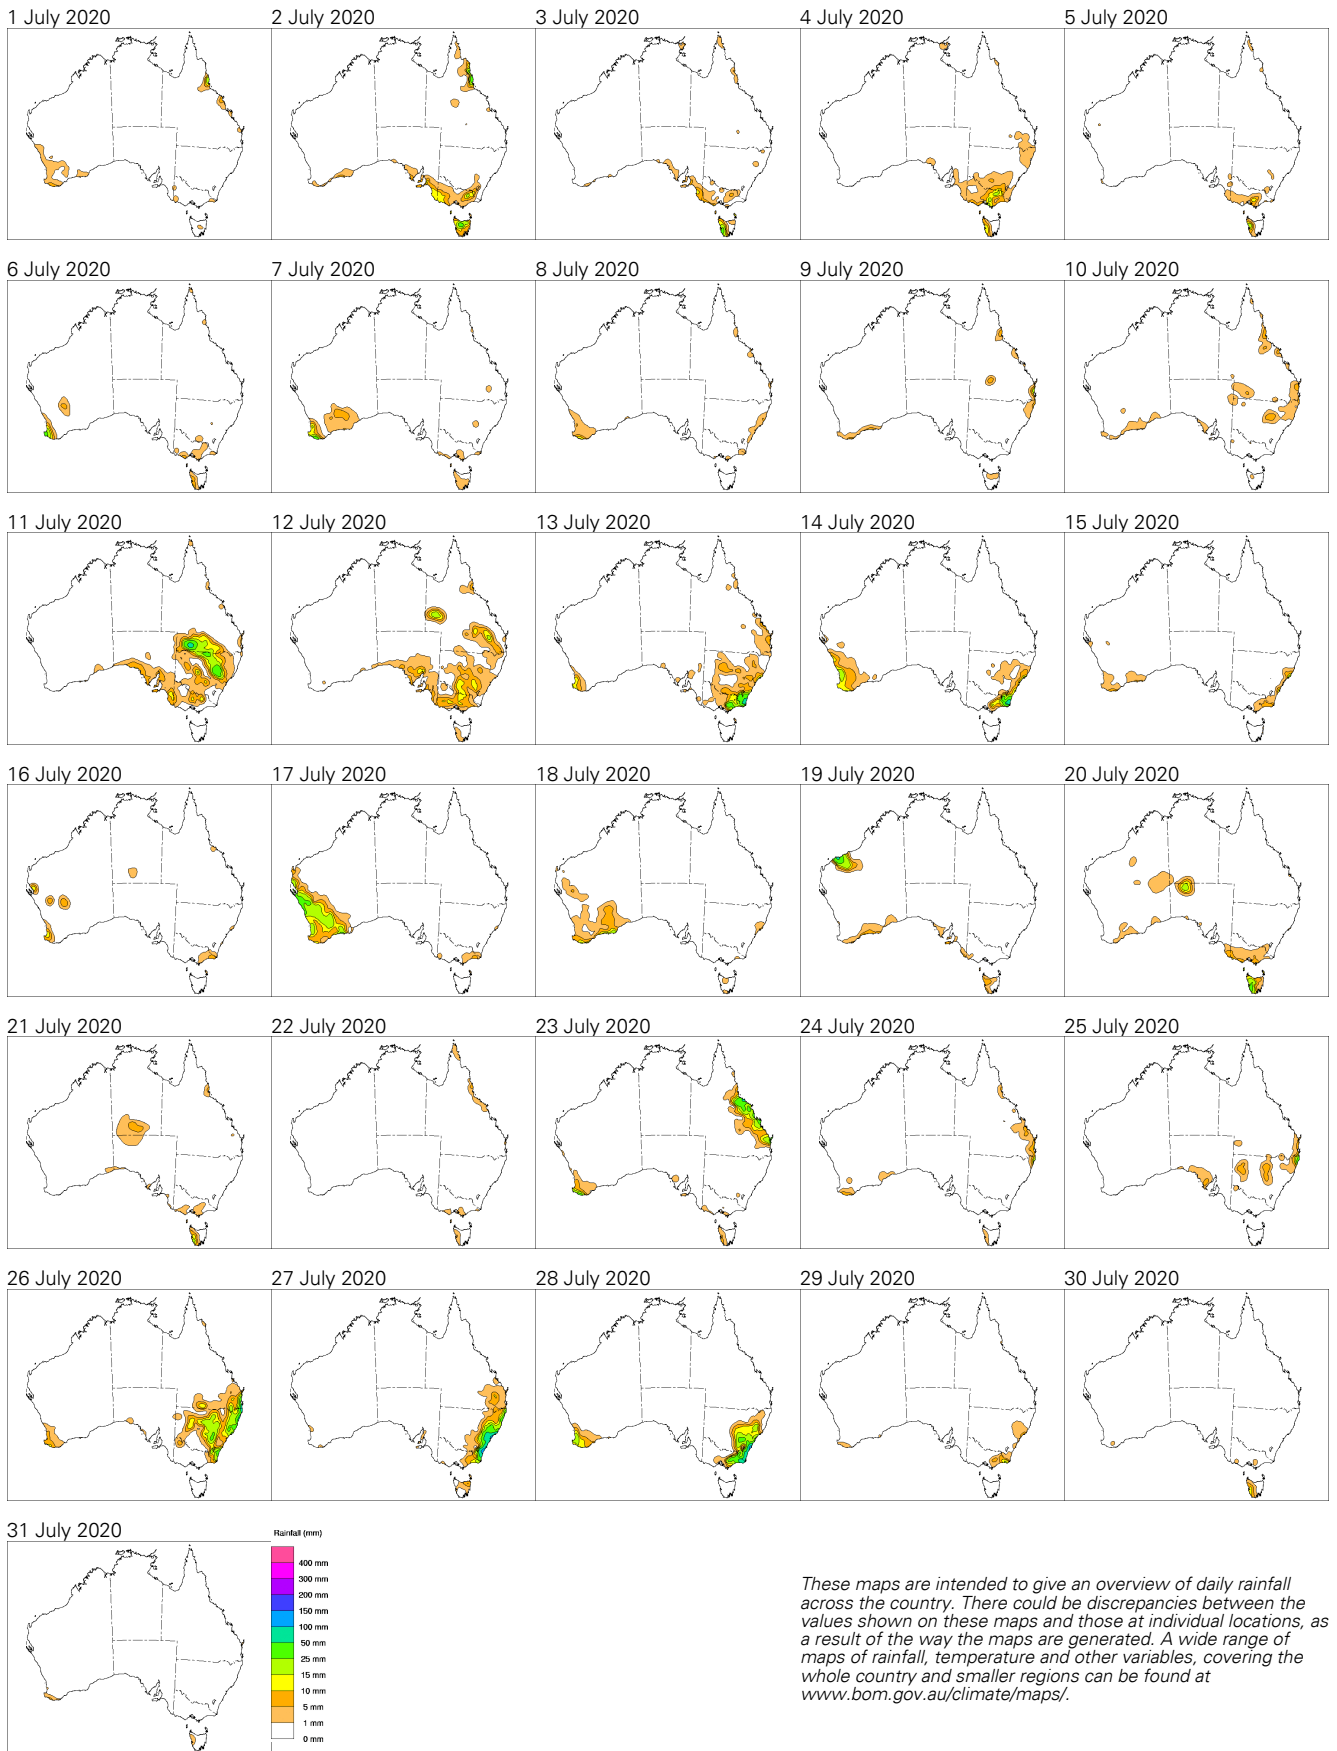 1 July 2020
2 July 2020
3 July 2020
4 July 2020
5 July 2020
6 July 2020
7 July 2020
8 July 2020
9 July 2020
10 July 2020
11 July 2020
12 July 2020
13 July 2020
14 July 2020
15 July 2020
16 July 2020
17 July 2020
18 July 2020
19 July 2020
20 July 2020
21 July 2020
22 July 2020
23 July 2020
24 July 2020
25 July 2020
26 July 2020
27 July 2020
28 July 2020
29 July 2020
30 July 2020
31 July 2020
Rainfall (mm)
400 mm
300 mm
200 mm
150 mm
100 mm
50 mm
25 mm
15 mm
10 mm
5 mm
1 mm
0 mm
These maps are intended to give an overview of daily rainfall
across the country. There could be discrepancies between the
values shown on these maps and those at individual locations, as
a result of the way the maps are generated. A wide range of
maps of rainfall, temperature and other variables, covering the
whole country and smaller regions can be found at
www.bom.gov.au/climate/maps/.